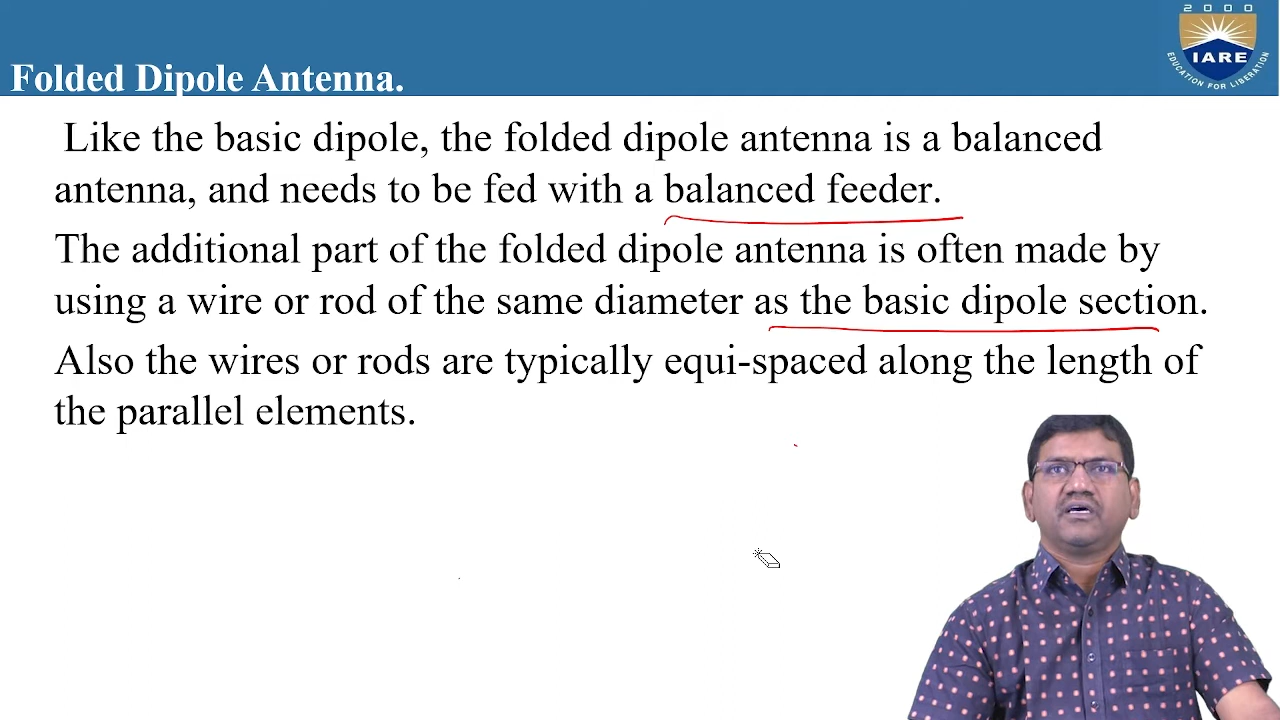 2000
IARE
EDUCATION FOR LIBERATION
Folded Dipole Antenna.
Like the basic dipole, the folded dipole antenna is a balanced
antenna, and needs to be fed with a balanced feeder.
The additional part of the folded dipole antenna is often made by
using a wire or rod of the same diameter as the basic dipole section.
Also the wires or rods are typically equi-spaced along the length of
the parallel elements.